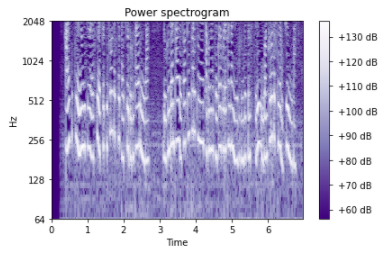 Power spectrogram
2048
1024
512
256
128
64
Hz
0 1 2 3 4 5 6
Time
+130 dB
+120 dB
+110 dB
+100 dB
+90 dB
+80 dB
+70 dB
+60 dB